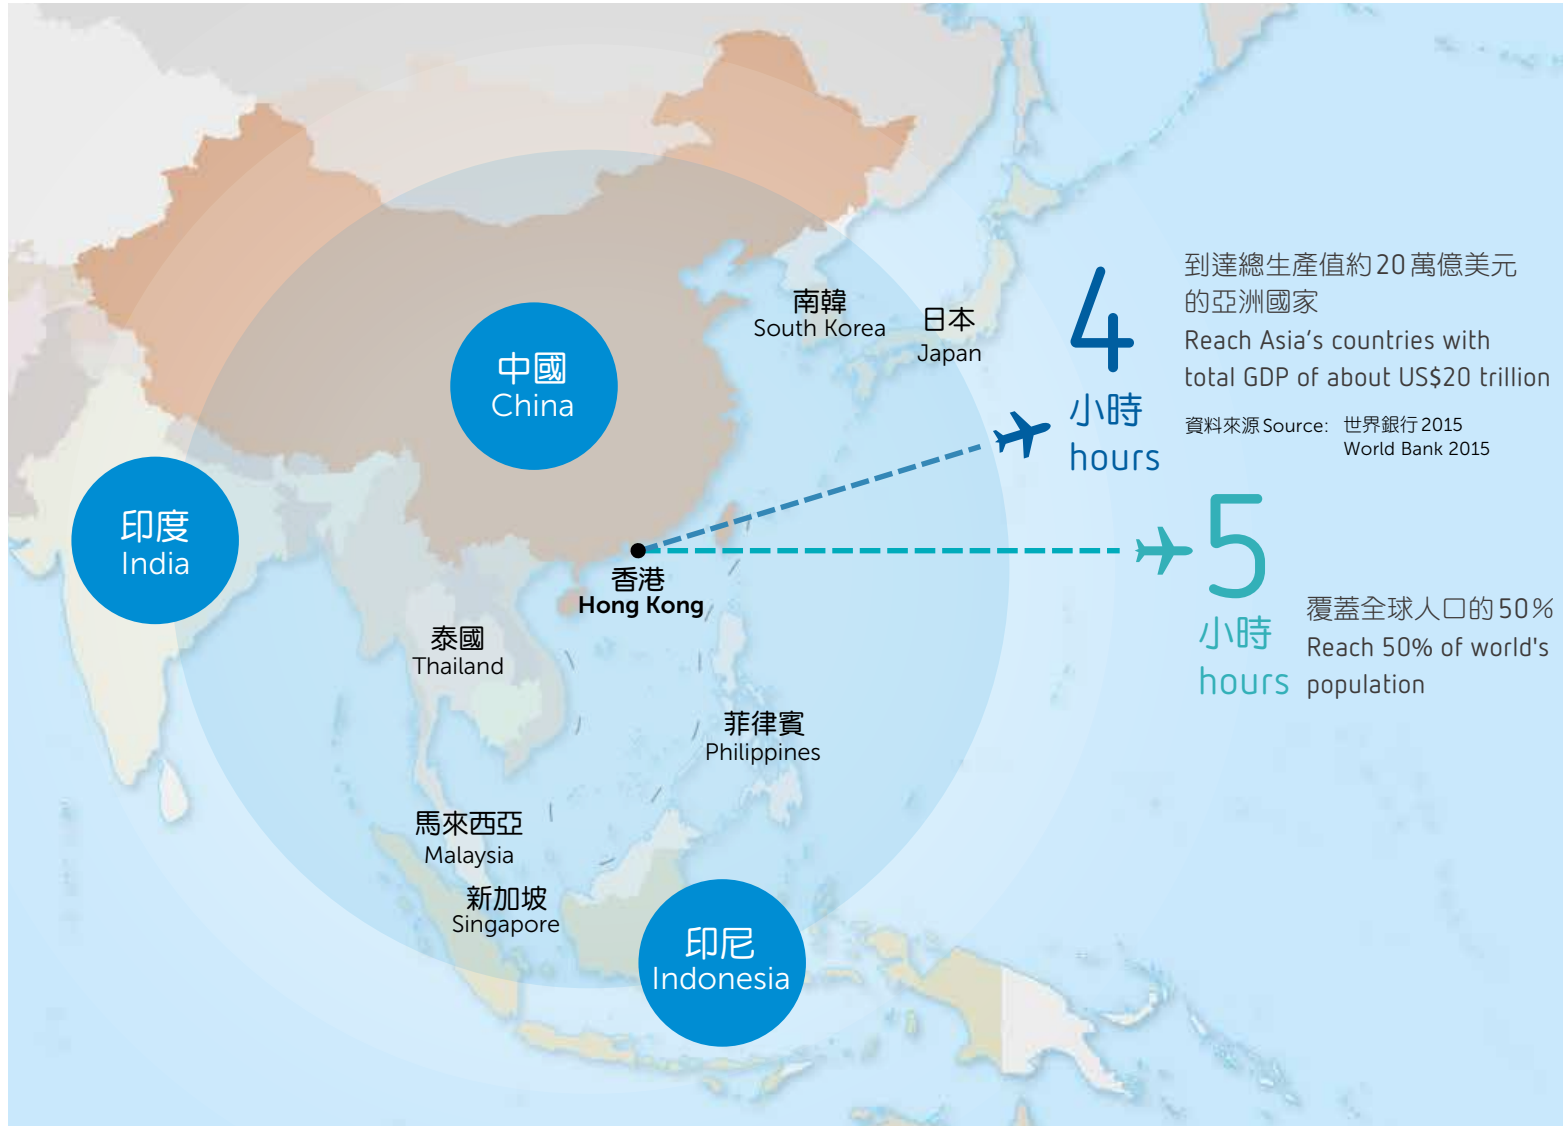 到達總生產值約20萬億美元
的亞洲國家
Reach Asia's countries with
total GDP of about US$20 trillion
資料來源 Source: 世界銀行 2015
World Bank 2015
4
小時
hours
南韓
South Korea
日本
Japan
中國
China
印度
India
香港
Hong Kong
5
小時
hours
覆蓋全球人口的50%
Reach 50% of world's
population
泰國
Thailand
菲律賓
Philippines
馬來西亞
Malaysia
新加坡
Singapore
印尼
Indonesia